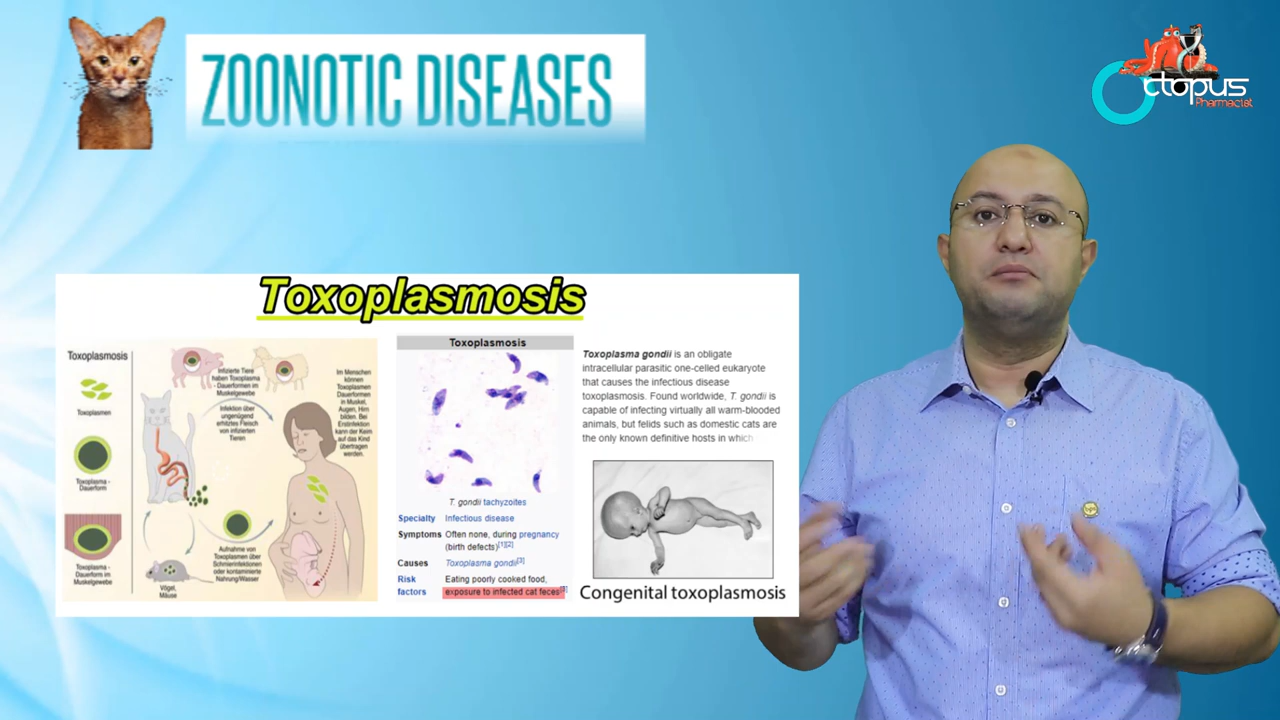 ZOONOTIC DISEASES
ctopus
Pharmacist
Toxoplasmosis
Toxoplasmosis
Toxoplasmen
Toxoplasma -
Dauerform
Toxoplasma -
Dauerform im
Muskelgewebe
Infizierte Tiere
haben Toxoplasma
- Dauerformen im
Muskelgewebe
Infektion über
ungenügend
erhitztes Fleisch
von infizierten
Tieren
Im Menschen
können
Toxoplasmen
Dauerformen
in Muskel,
Augen, Hirn
bilden. Bei
Erstinfektion
kann der Keim
auf das Kind
übertragen
werden.
Vögel,
Mäuse
Aufnahme von
Toxoplasmen über
Schmierinfektionen
oder kontaminierte
Nahrung/Wasser
Toxoplasmosis
T. gondii tachyzoites
Specialty Infectious disease
Symptoms Often none, during pregnancy
(birth defects)[1][2]
Causes Toxoplasma gondii[3]
Risk Eating poorly cooked food,
factors exposure to infected cat feces
Toxoplasma gondii is an obligate
intracellular parasitic one-celled eukaryote
that causes the infectious disease
toxoplasmosis. Found worldwide, T. gondii is
capable of infecting virtually all warm-blooded
animals, but felids such as domestic cats are
the only known definitive hosts in which
Congenital toxoplasmosis